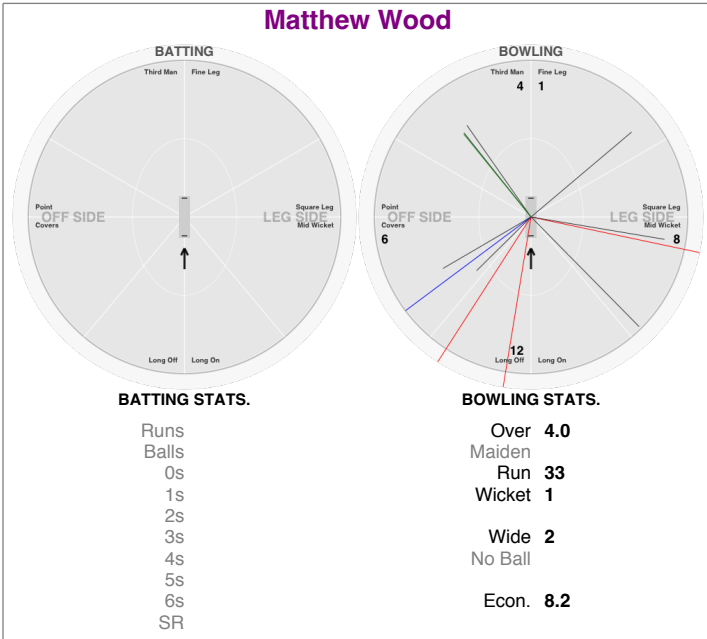 Matthew Wood
BATTING
Third Man Fine Leg
Point
OFF SIDE
Covers
Square Leg
LEG SIDE
Mid Wicket
Long Off Long On
BOWLING
Third Man Fine Leg
4 1
Point
OFF SIDE
Covers
6
Square Leg
LEG SIDE
Mid Wicket
8
12
Long Off Long On
BATTING STATS.
Runs
Balls
0s
1s
2s
3s
4s
5s
6s
SR
BOWLING STATS.
Over 4.0
Maiden
Run 33
Wicket 1
Wide 2
No Ball
Econ. 8.2